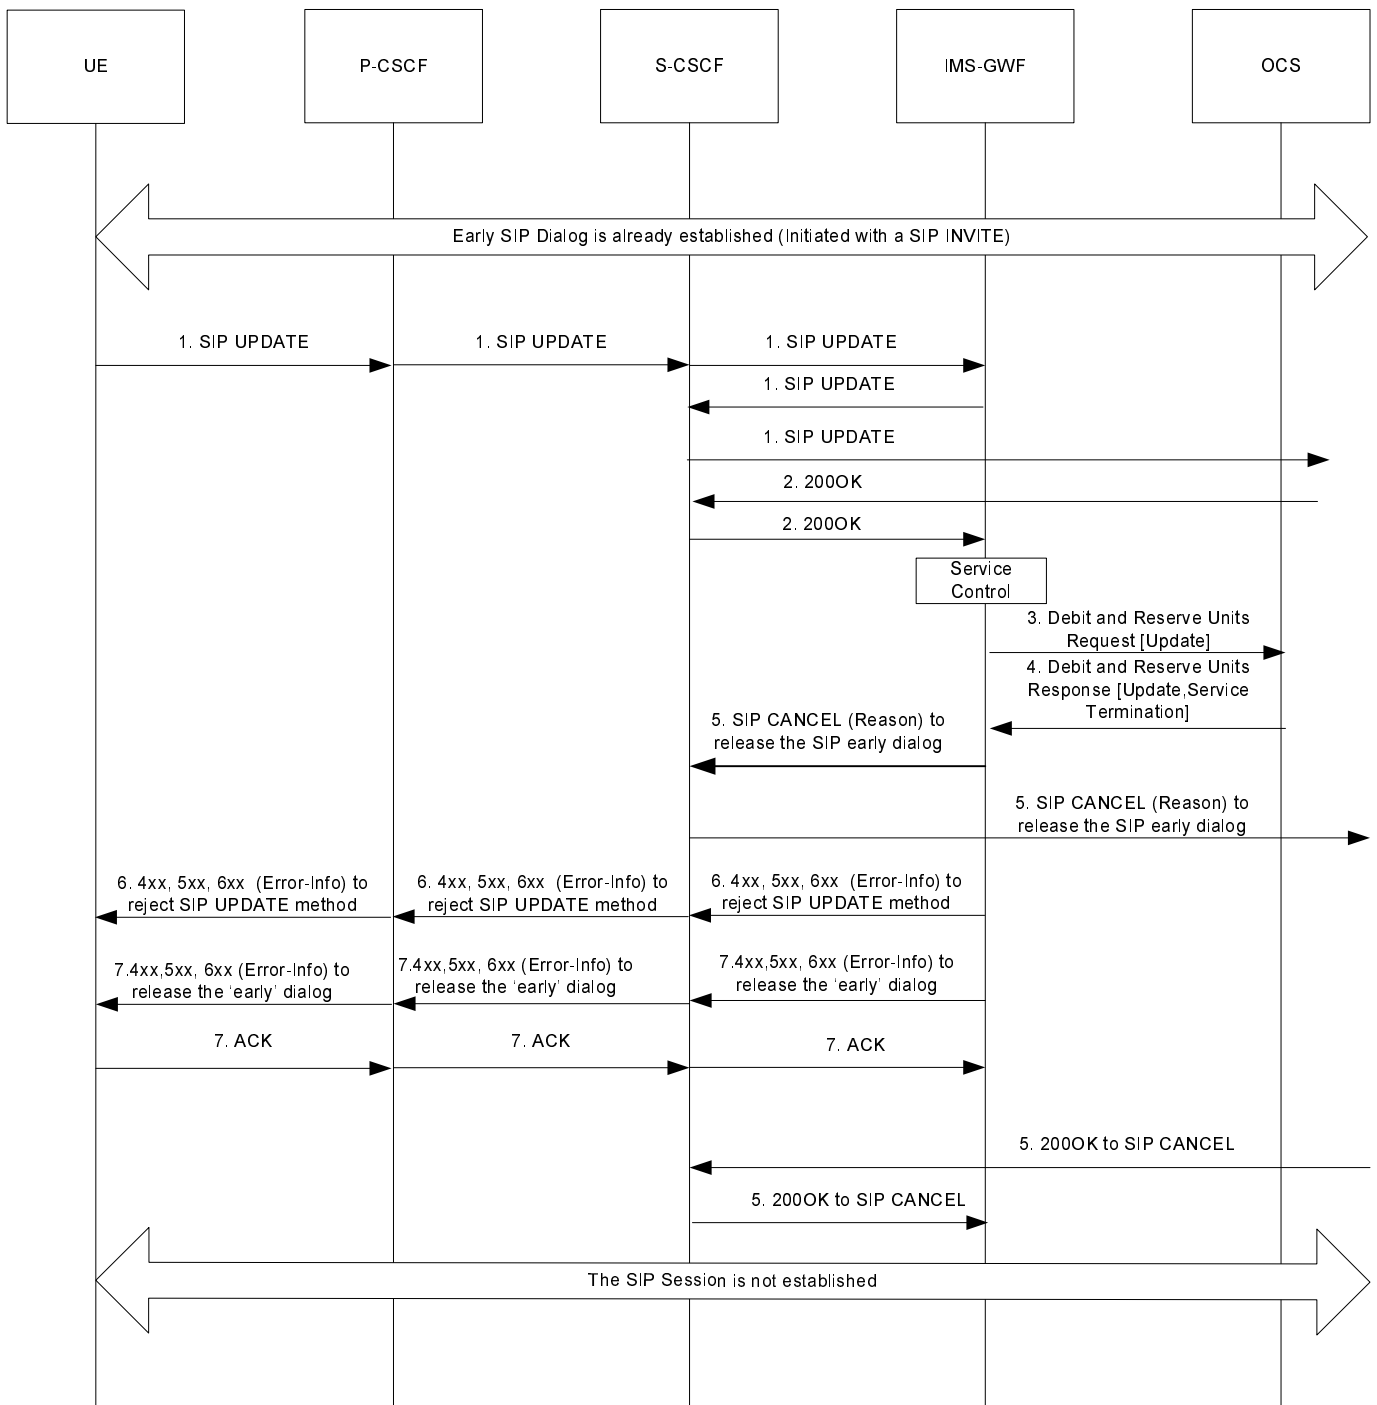 UE
P-CSCF
S-CSCF
IMS-GWF
OCS
Early SIP Dialog is already established (Initiated with a SIP INVITE)
1. SIP UPDATE
1. SIP UPDATE
1. SIP UPDATE
1. SIP UPDATE
1. SIP UPDATE
2. 200OK
2. 200OK
Service
Control
3. Debit and Reserve Units
Request [Update]
4. Debit and Reserve Units
Response [Update,Service
Termination]
5. SIP CANCEL (Reason) to
release the SIP early dialog
5. SIP CANCEL (Reason) to
release the SIP early dialog
6. 4xx, 5xx, 6xx (Error-Info) to
reject SIP UPDATE method
6. 4xx, 5xx, 6xx (Error-Info) to
reject SIP UPDATE method
6. 4xx, 5xx, 6xx (Error-Info) to
reject SIP UPDATE method
7.4xx,5xx, 6xx (Error-Info) to
release the ‘early’ dialog
7.4xx,5xx, 6xx (Error-Info) to
release the ‘early’ dialog
7.4xx,5xx, 6xx (Error-Info) to
release the ‘early’ dialog
7. ACK
7. ACK
7. ACK
5. 200OK to SIP CANCEL
5. 200OK to SIP CANCEL
The SIP Session is not established